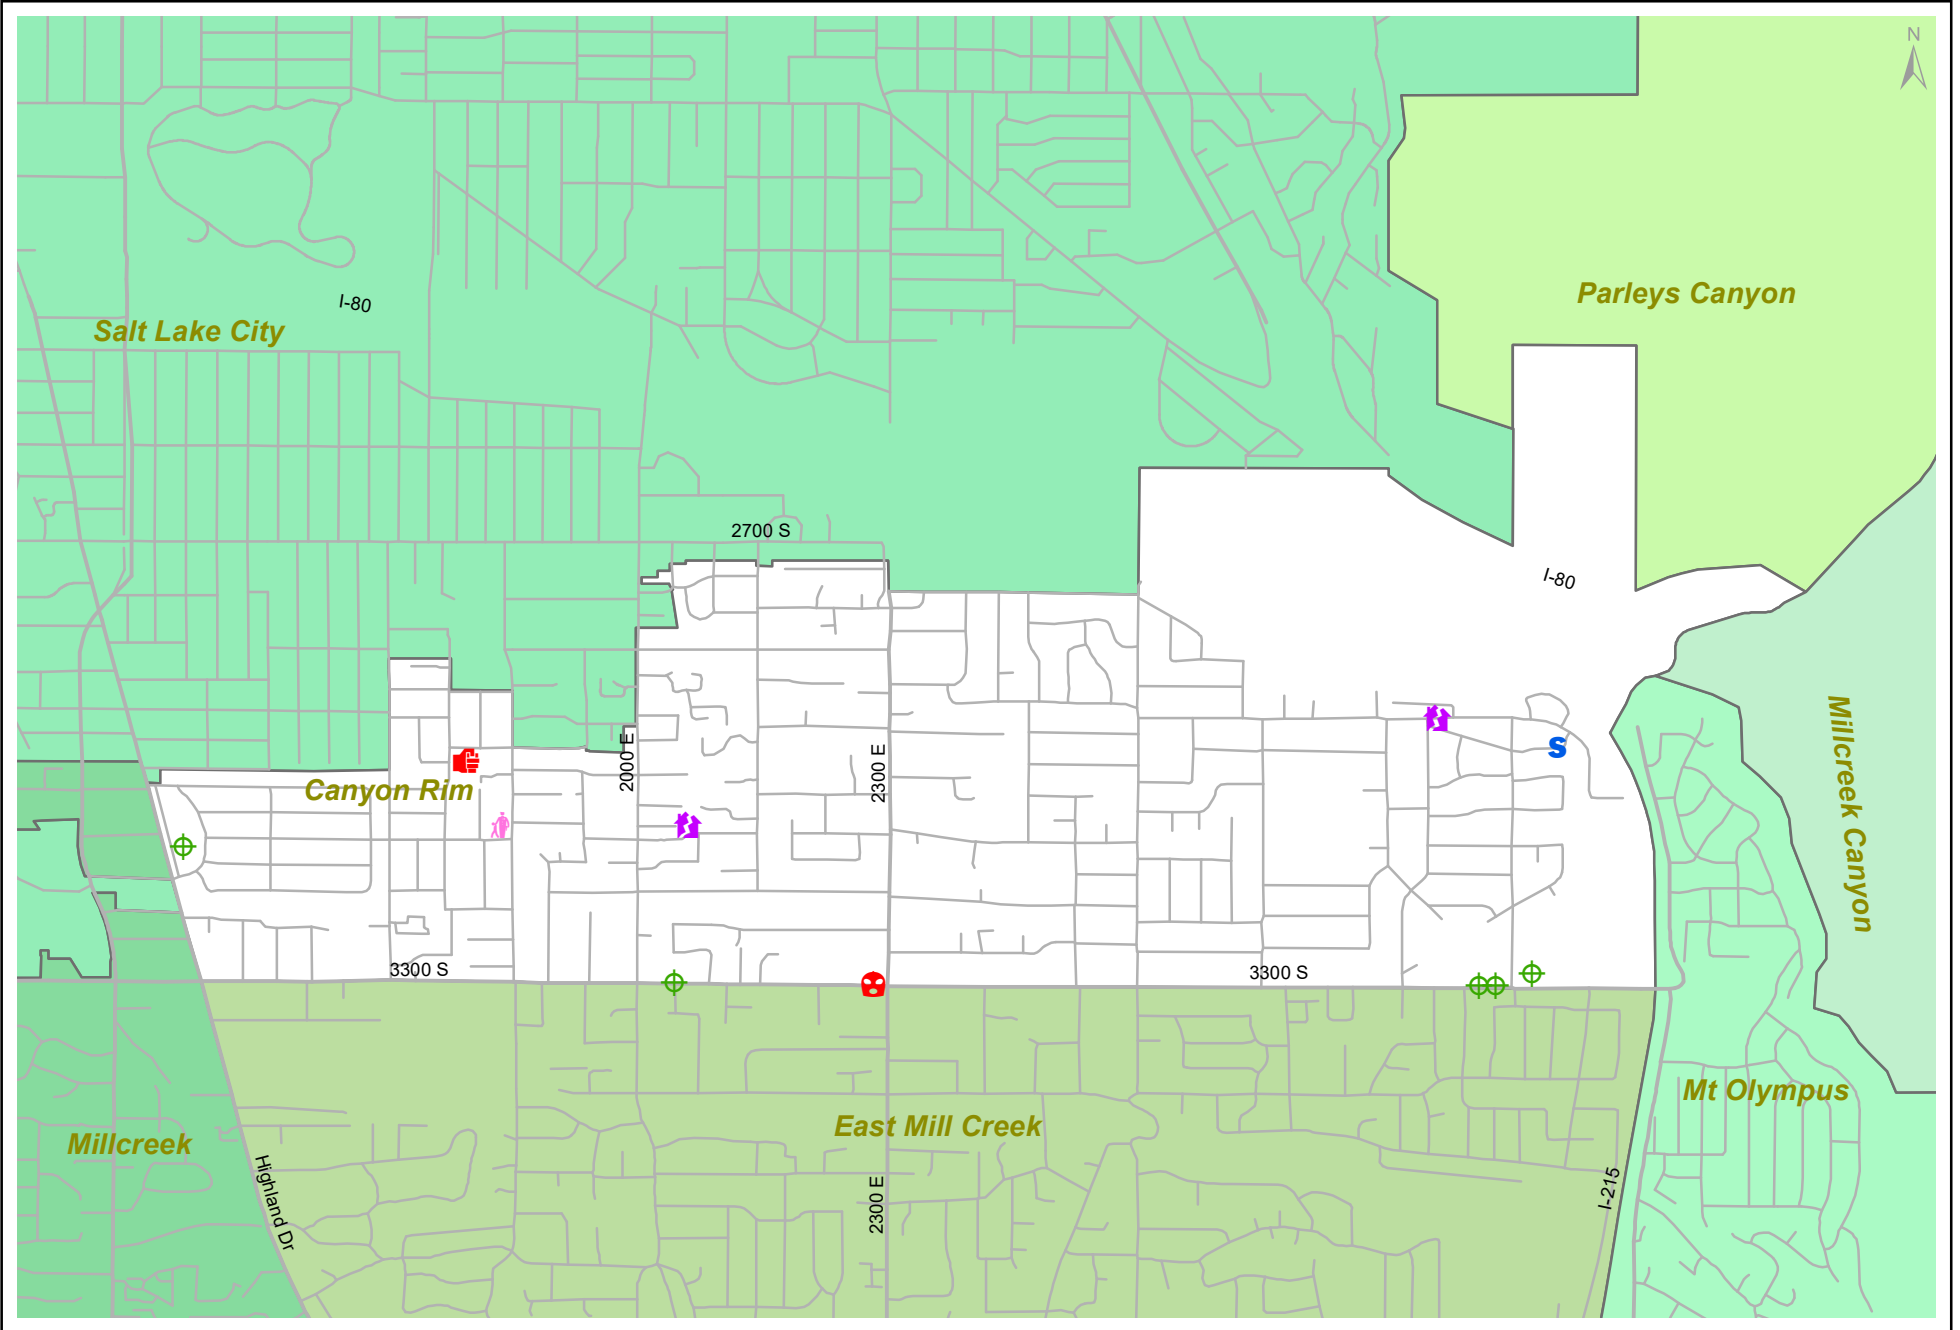 N
Parleys Canyon
I-80
Salt Lake City
2700 S
I-80
Millcreek Canyon
2000 E
2300 E
Canyon Rim
S
3300 S
3300 S
Mt Olympus
East Mill Creek
Millcreek
Highland Dr
2300 E
I-215